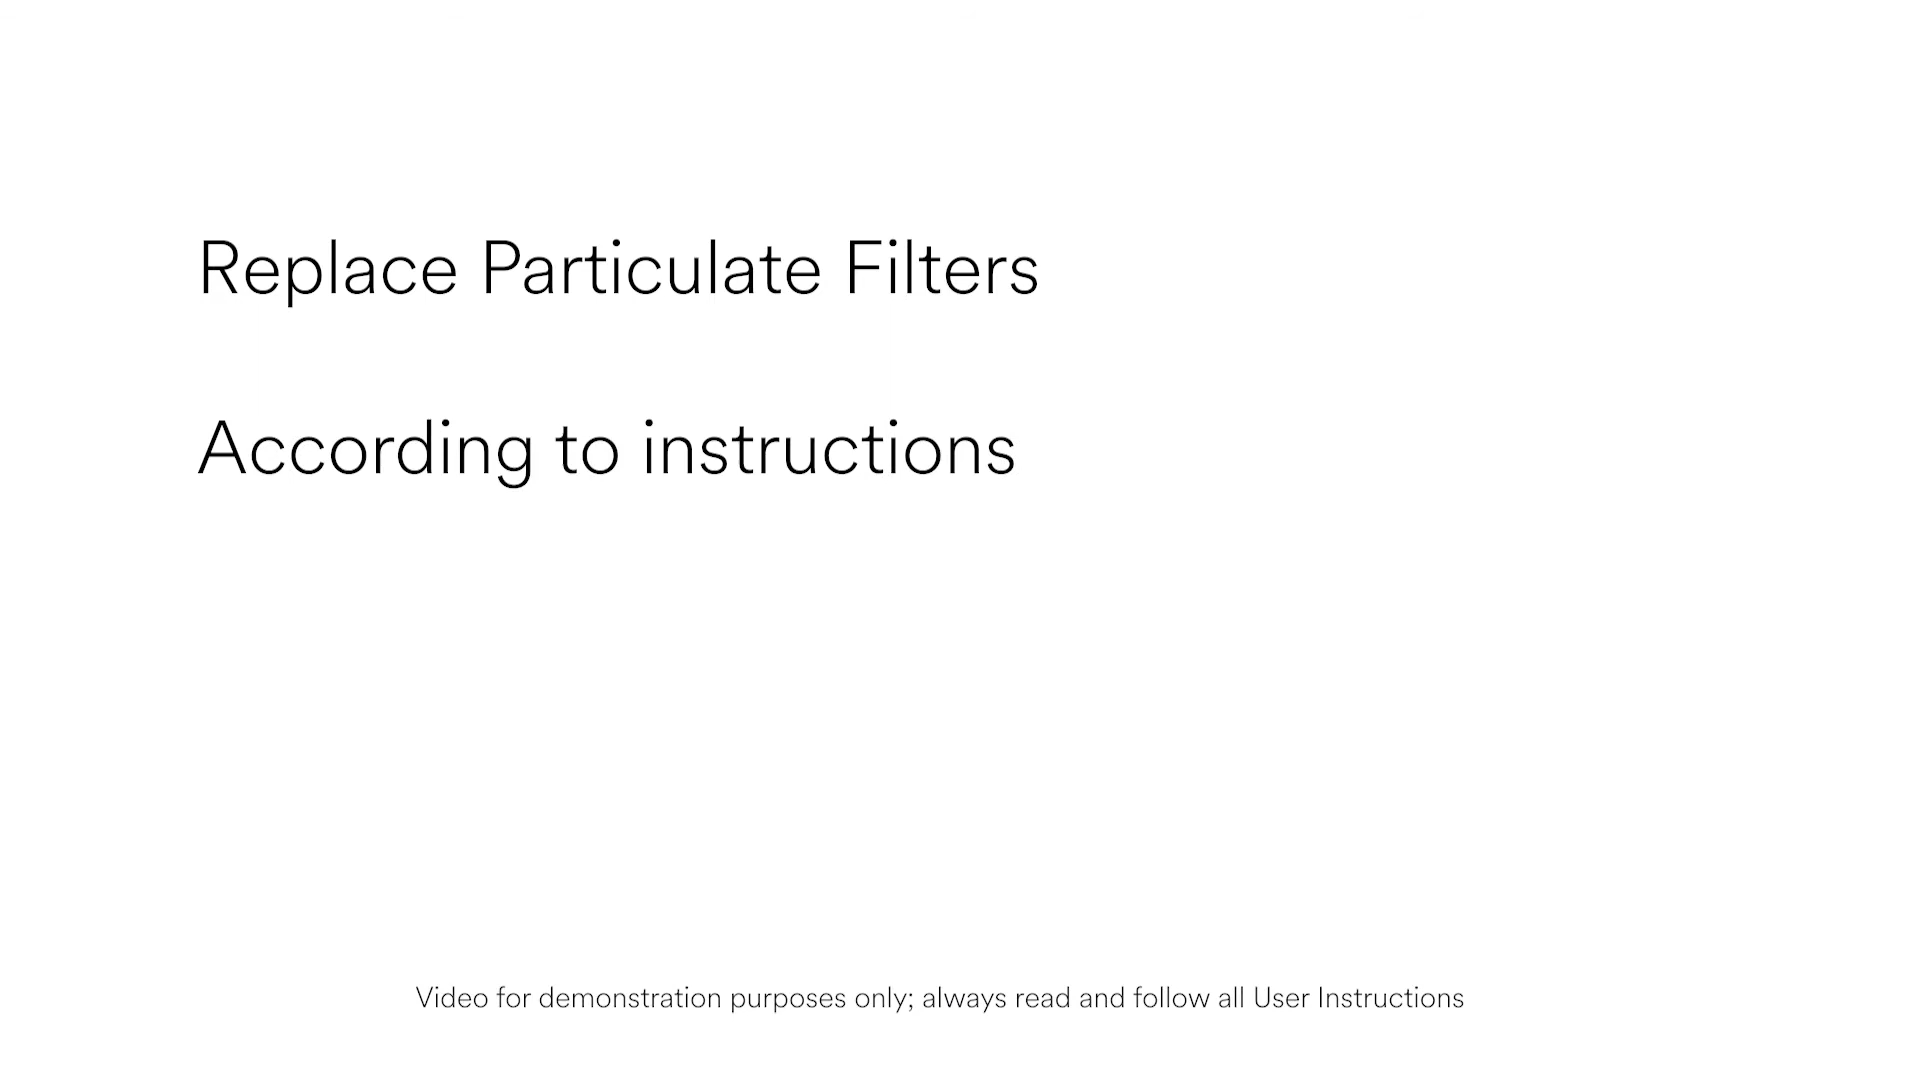 Replace Particulate Filters
According to instructions
Video for demonstration purposes only; always read and follow all User Instructions